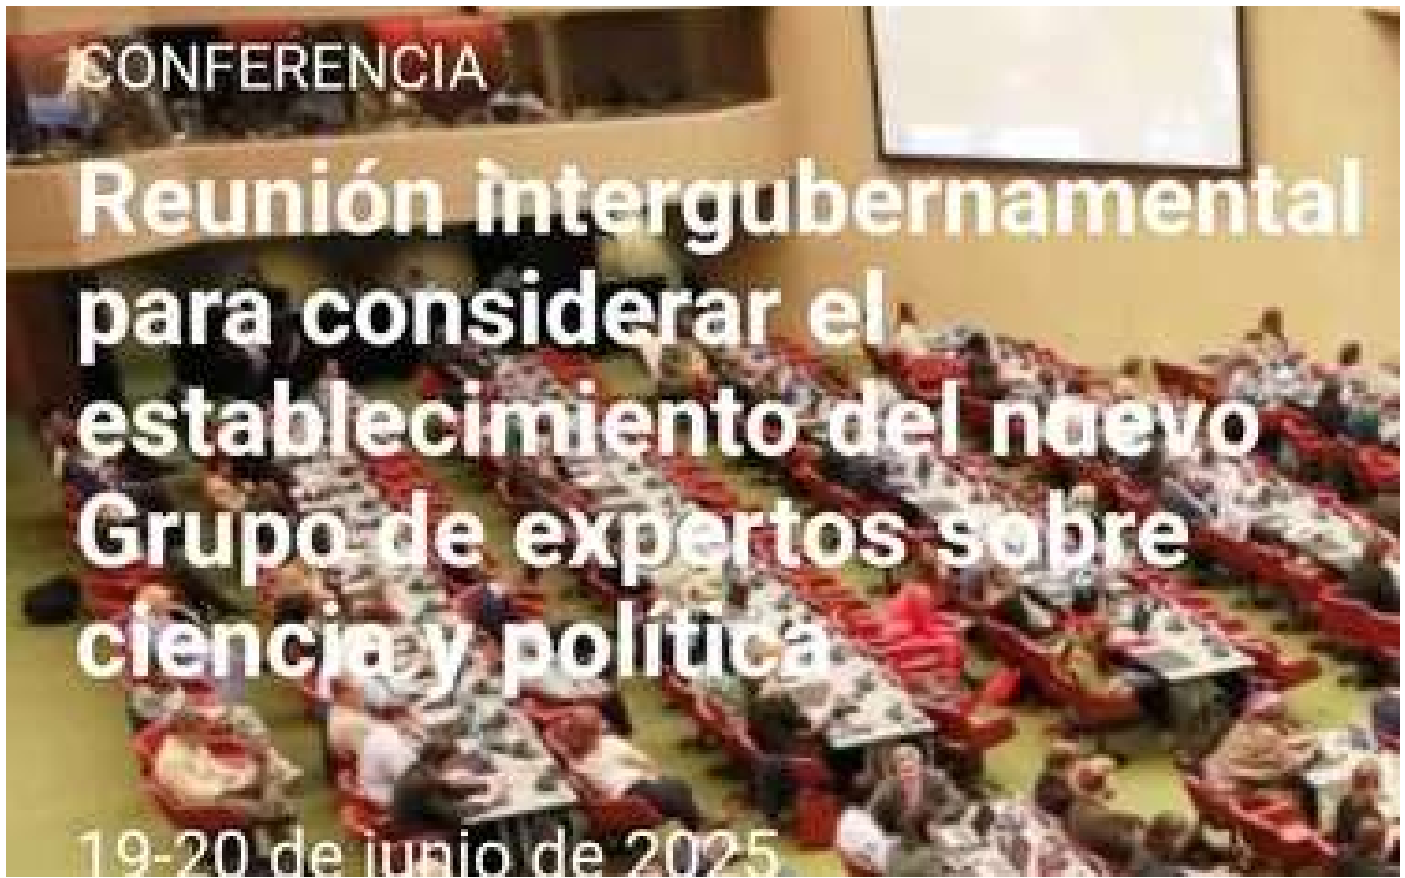 CONFERENCIA
Reunión intergubernamental
para considerar el
establecimiento del nuevo
Grupo de expertos sobre
ciencia y política
19-20 de junio de 2025